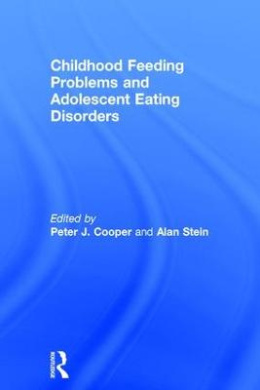 Childhood Feeding
Problems and
Adolescent Eating
Disorders
Edited by
Peter J. Cooper and Alan Stein
ROUTLEDGE